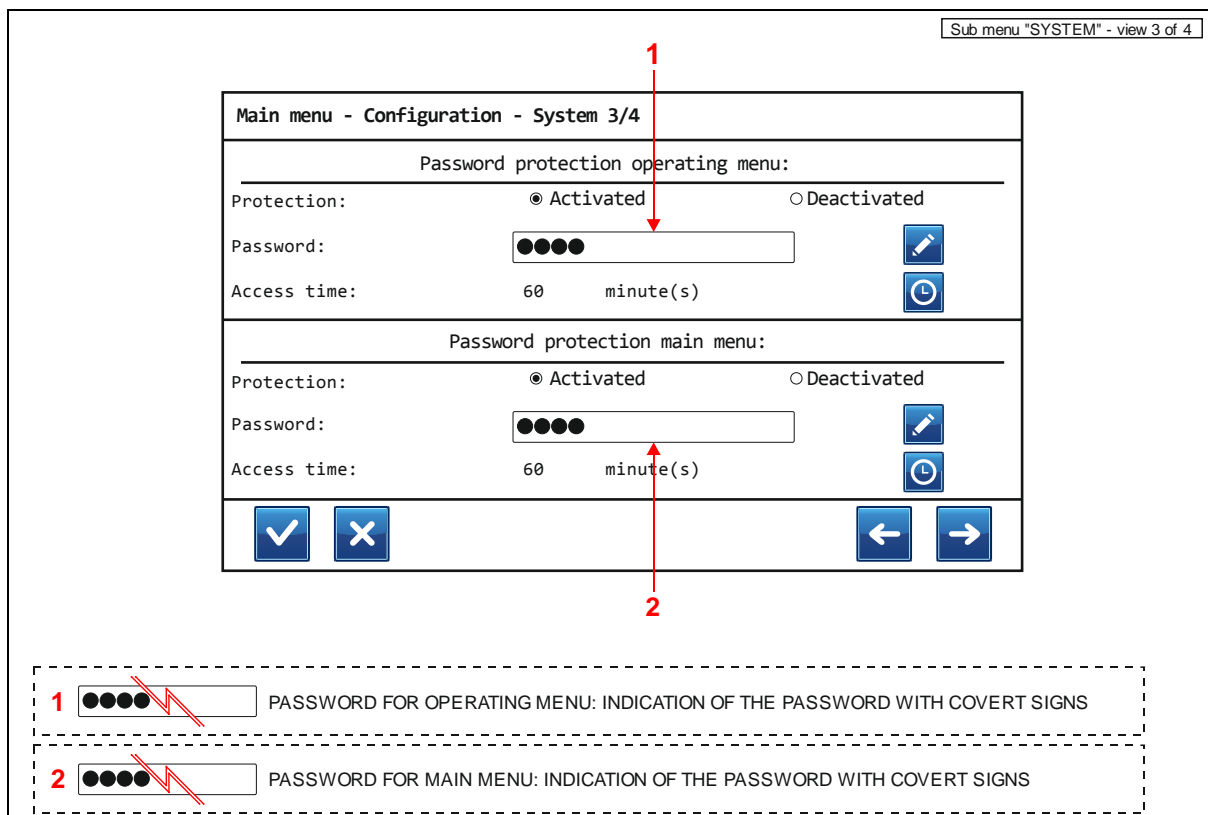 Sub menu "SYSTEM" - view 3 of 4
1
Main menu - Configuration - System 3/4
Password protection operating menu:
Protection: Activated Deactivated
Password: ●●●●
Access time: 60 minute(s)
Password protection main menu:
Protection: Activated Deactivated
Password: ●●●●
Access time: 60 minute(s)
2
1 ●●●● PASSWORD FOR OPERATING MENU: INDICATION OF THE PASSWORD WITH COVERT SIGNS
2 ●●●● PASSWORD FOR MAIN MENU: INDICATION OF THE PASSWORD WITH COVERT SIGNS